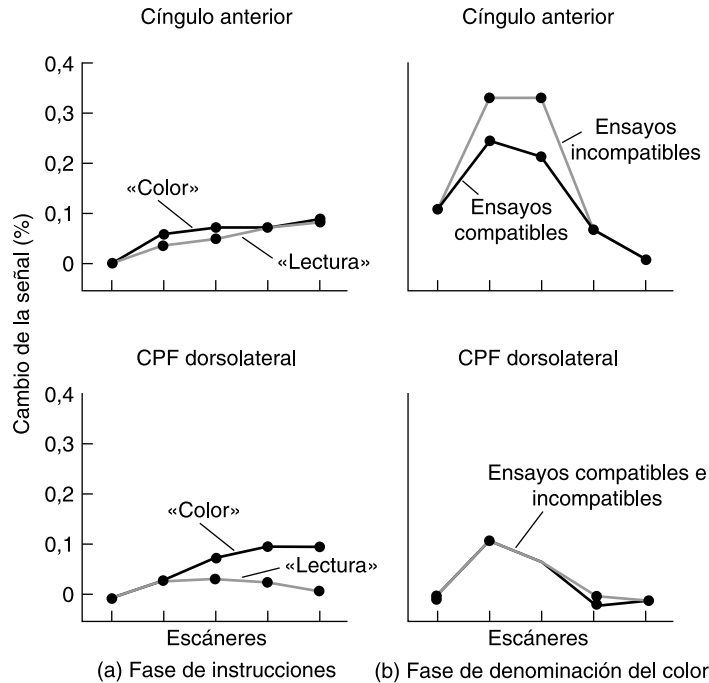 Cíngulo anterior
Cíngulo anterior
Cambio de la señal (%)
0,4
0,3
0,2
0,1
0
«Color»
«Lectura»
Ensayos
incompatibles
Ensayos
compatibles
CPF dorsolateral
CPF dorsolateral
0,4
0,3
0,2
0,1
0
«Color»
«Lectura»
Ensayos compatibles e
incompatibles
Escáneres
Escáneres
(a) Fase de instrucciones
(b) Fase de denominación del color